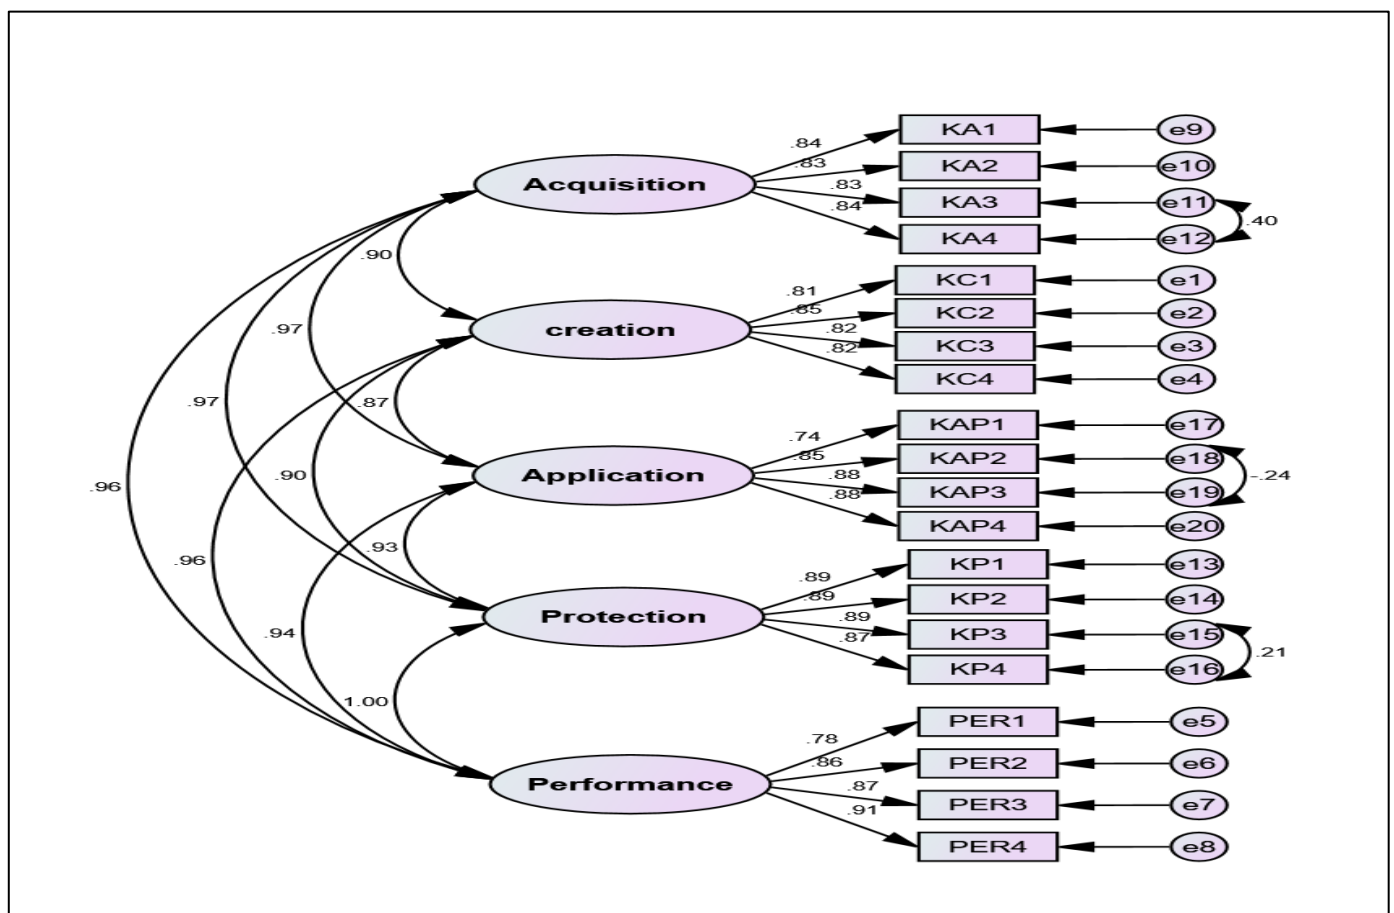 .84
KA1
e9
.83
KA2
e10
Acquisition
.83
KA3
e11
.84
KA4
e12
.40
.90
.81
KC1
e1
.85
KC2
e2
creation
.82
KC3
e3
.82
KC4
e4
.97
.97
.87
.74
KAP1
e17
.85
KAP2
e18
Application
.88
KAP3
e19
-.24
.88
KAP4
e20
.96
.90
.96
.93
.89
KP1
e13
.89
KP2
e14
Protection
.89
KP3
e15
.87
KP4
e16
.21
.94
1.00
.78
PER1
e5
.86
PER2
e6
Performance
.87
PER3
e7
.91
PER4
e8